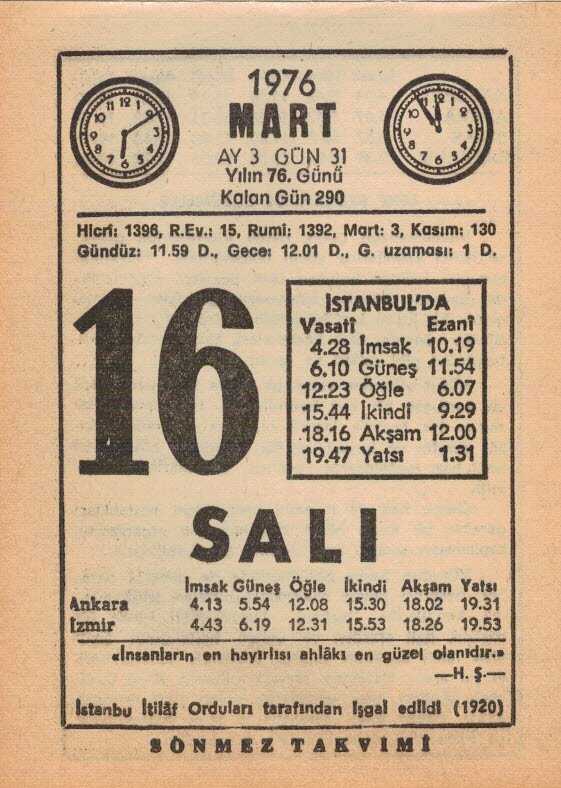 1976
MART
AY 3 GÜN 31
Yılın 76. Günü
Kalan Gün 290
Hicrî: 1396, R.Ev.: 15, Rumi: 1392, Mart: 3, Kasım: 130
Gündüz: 11.59 D., Gece: 12.01 D., G. uzaması: 1 D.
16
İSTANBUL'DA
Vasatî Ezanî
4.28 İmsak 10.19
6.10 Güneş 11.54
12.23 Öğle 6.07
15.44 İkindi 9.29
18.16 Akşam 12.00
19.47 Yatsı 1.31
SALI
İmsak Güneş Öğle İkindi Akşam Yatsı
Ankara 4.13 5.54 12.08 15.30 18.02 19.31
İzmir 4.43 6.19 12.31 15.53 18.26 19.53
«İnsanların en hayırlısı ahlâkı en güzel olanıdır.»
—H. Ş.—
İstanbu İtilâf Orduları tarafından işgal edildi (1920)
SÖNMEZ TAKVİMİ